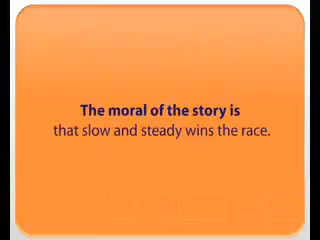 The moral of the story is
that slow and steady wins the race.